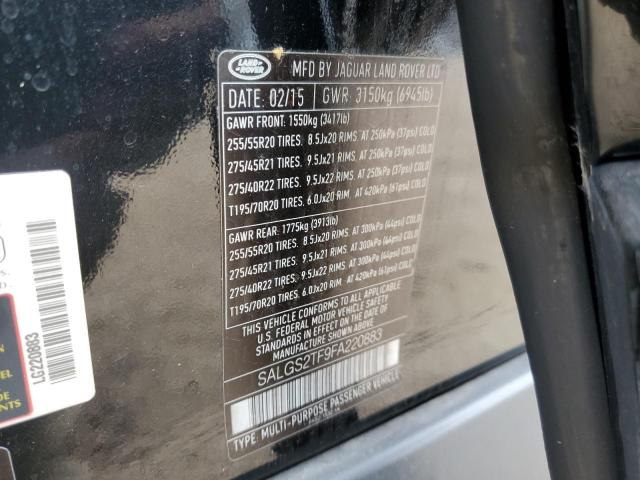 LAND
ROVER
MFD BY JAGUAR LAND ROVER LTD
DATE: 02/15 GWR: 3150kg (6945lb)
GAWR FRONT: 1550kg (3417lb)
255/55R20 TIRES. 8.5Jx20 RIMS. AT 250kPa (37psi) COLD
275/45R21 TIRES. 9.5Jx21 RIMS. AT 250kPa (37psi) COLD
275/40R22 TIRES. 9.5Jx22 RIMS. AT 250kPa (37psi) COLD
T195/70R20 TIRES. 6.0Jx20 RIM. AT 420kPa (61psi) COLD
GAWR REAR: 1775kg (3913lb)
255/55R20 TIRES. 8.5Jx20 RIMS. AT 300kPa (44psi) COLD
275/45R21 TIRES. 9.5Jx21 RIMS. AT 300kPa (44psi) COLD
275/40R22 TIRES. 9.5Jx22 RIMS AT 300kPa (44psi) COLD
T195/70R20 TIRES. 6.0Jx20 RIM. AT 420kPa (61psi) COLD
THIS VEHICLE CONFORMS TO ALL APPLICABLE
U.S. FEDERAL MOTOR VEHICLE SAFETY
STANDARDS IN EFFECT ON THE DATE OF
MANUFACTURE SHOWN ABOVE
SALGS2TF9FA220883
TYPE: MULTI-PURPOSE PASSENGER VEHICLE
LG220883